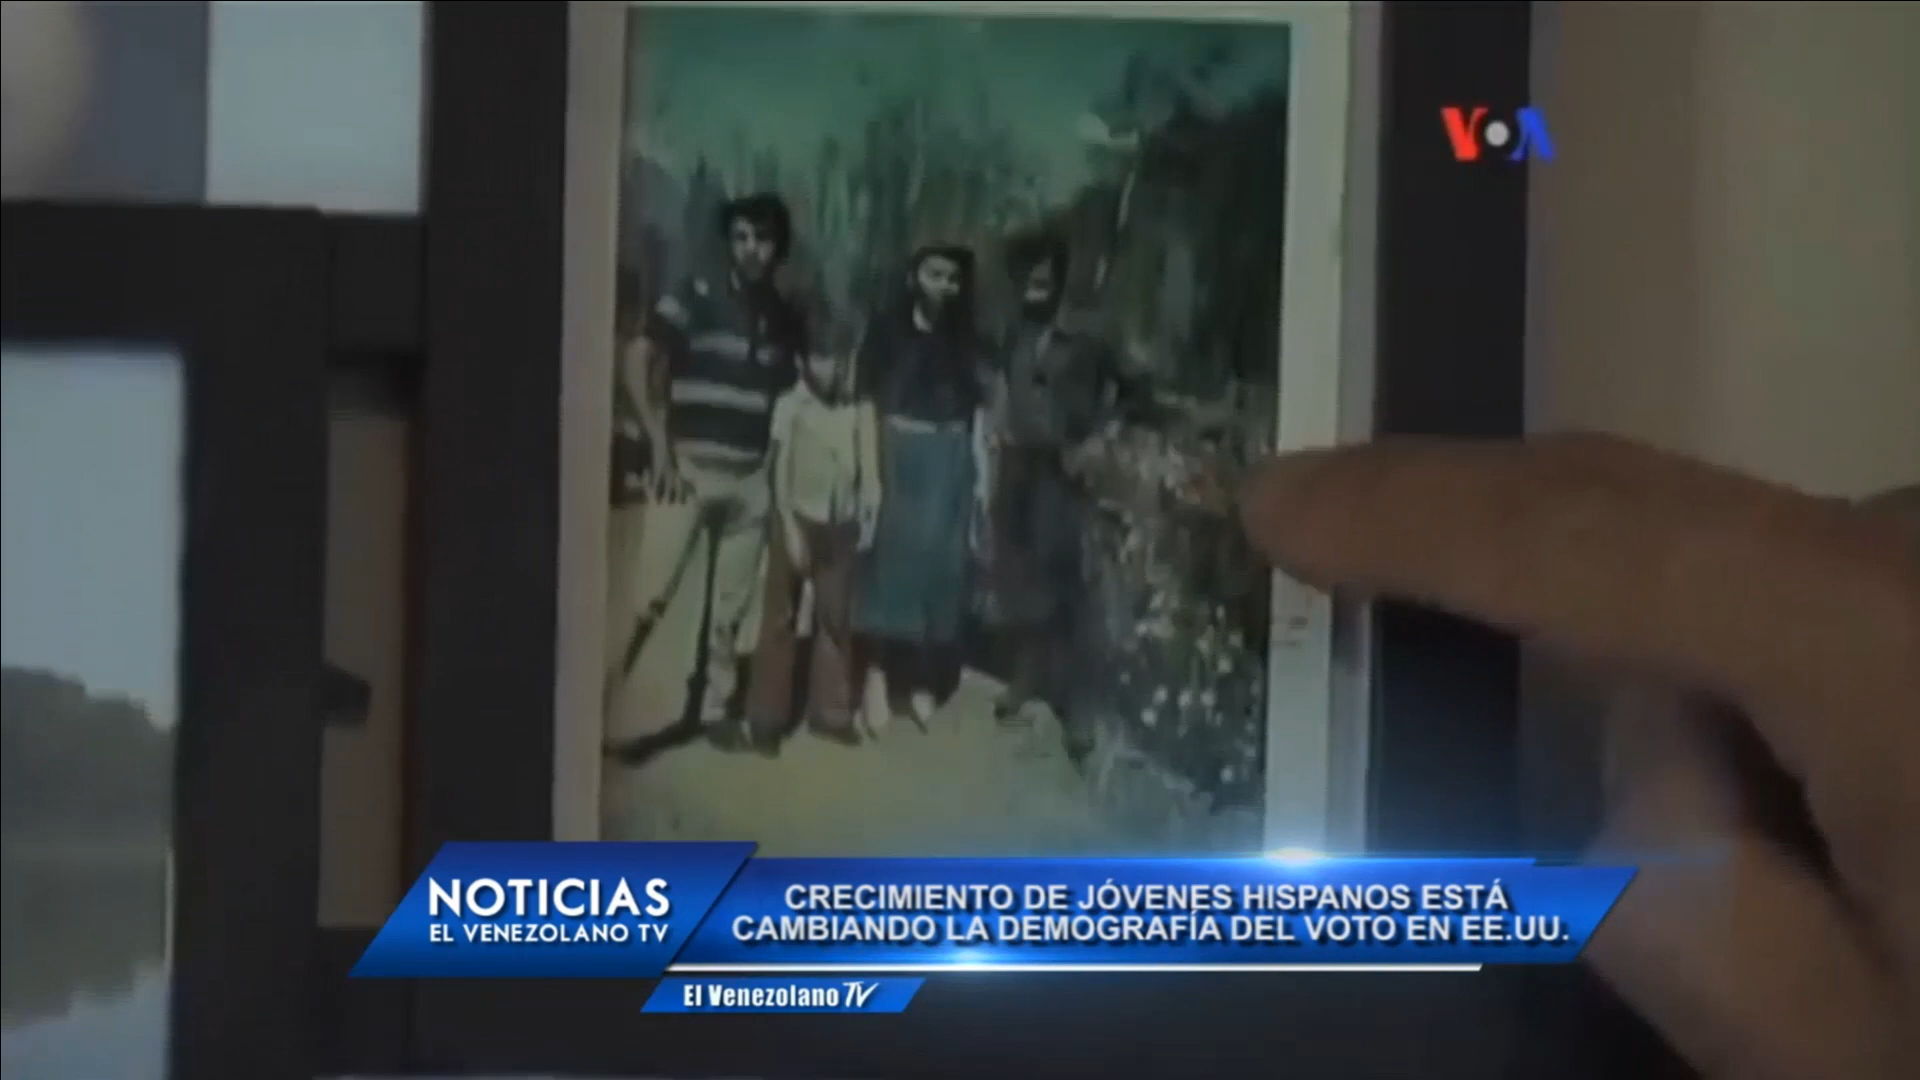 VOA
NOTICIAS
EL VENEZOLANO TV
CRECIMIENTO DE JÓVENES HISPANOS ESTÁ
CAMBIANDO LA DEMOGRAFÍA DEL VOTO EN EE.UU.
El Venezolano TV